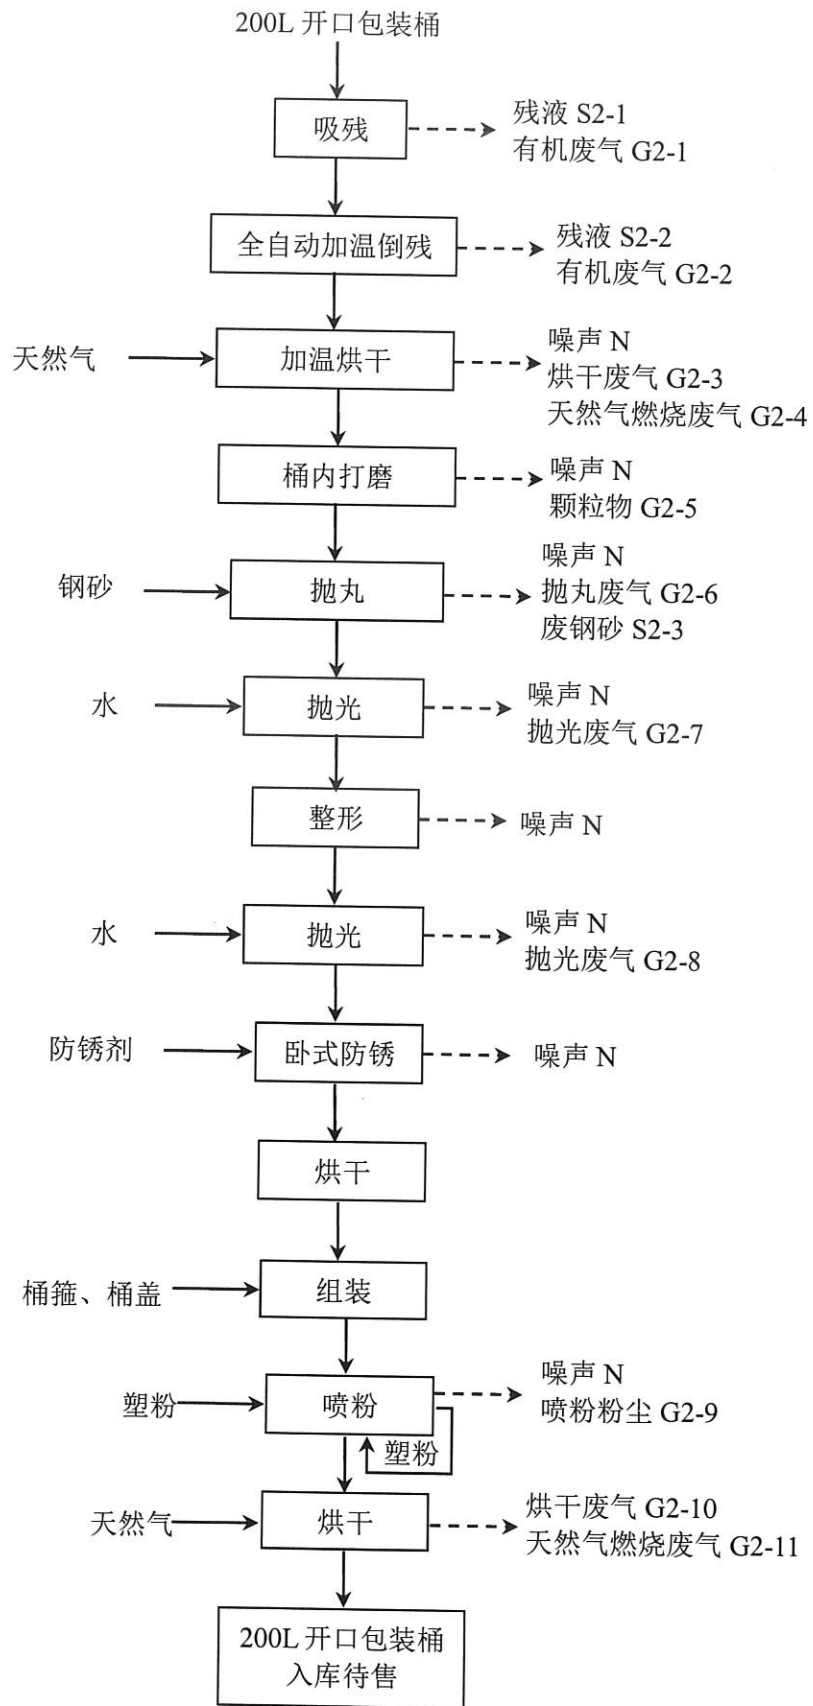 200L 开口包装桶
吸残
残液 S2-1
有机废气 G2-1
全自动加温倒残
残液 S2-2
有机废气 G2-2
天然气
加温烘干
噪声 N
烘干废气 G2-3
天然气燃烧废气 G2-4
桶内打磨
噪声 N
颗粒物 G2-5
钢砂
抛丸
噪声 N
抛丸废气 G2-6
废钢砂 S2-3
水
抛光
噪声 N
抛光废气 G2-7
整形
噪声 N
水
抛光
噪声 N
抛光废气 G2-8
防锈剂
卧式防锈
噪声 N
烘干
桶箍、桶盖
组装
塑粉
喷粉
噪声 N
喷粉粉尘 G2-9
塑粉
天然气
烘干
烘干废气 G2-10
天然气燃烧废气 G2-11
200L 开口包装桶
入库待售